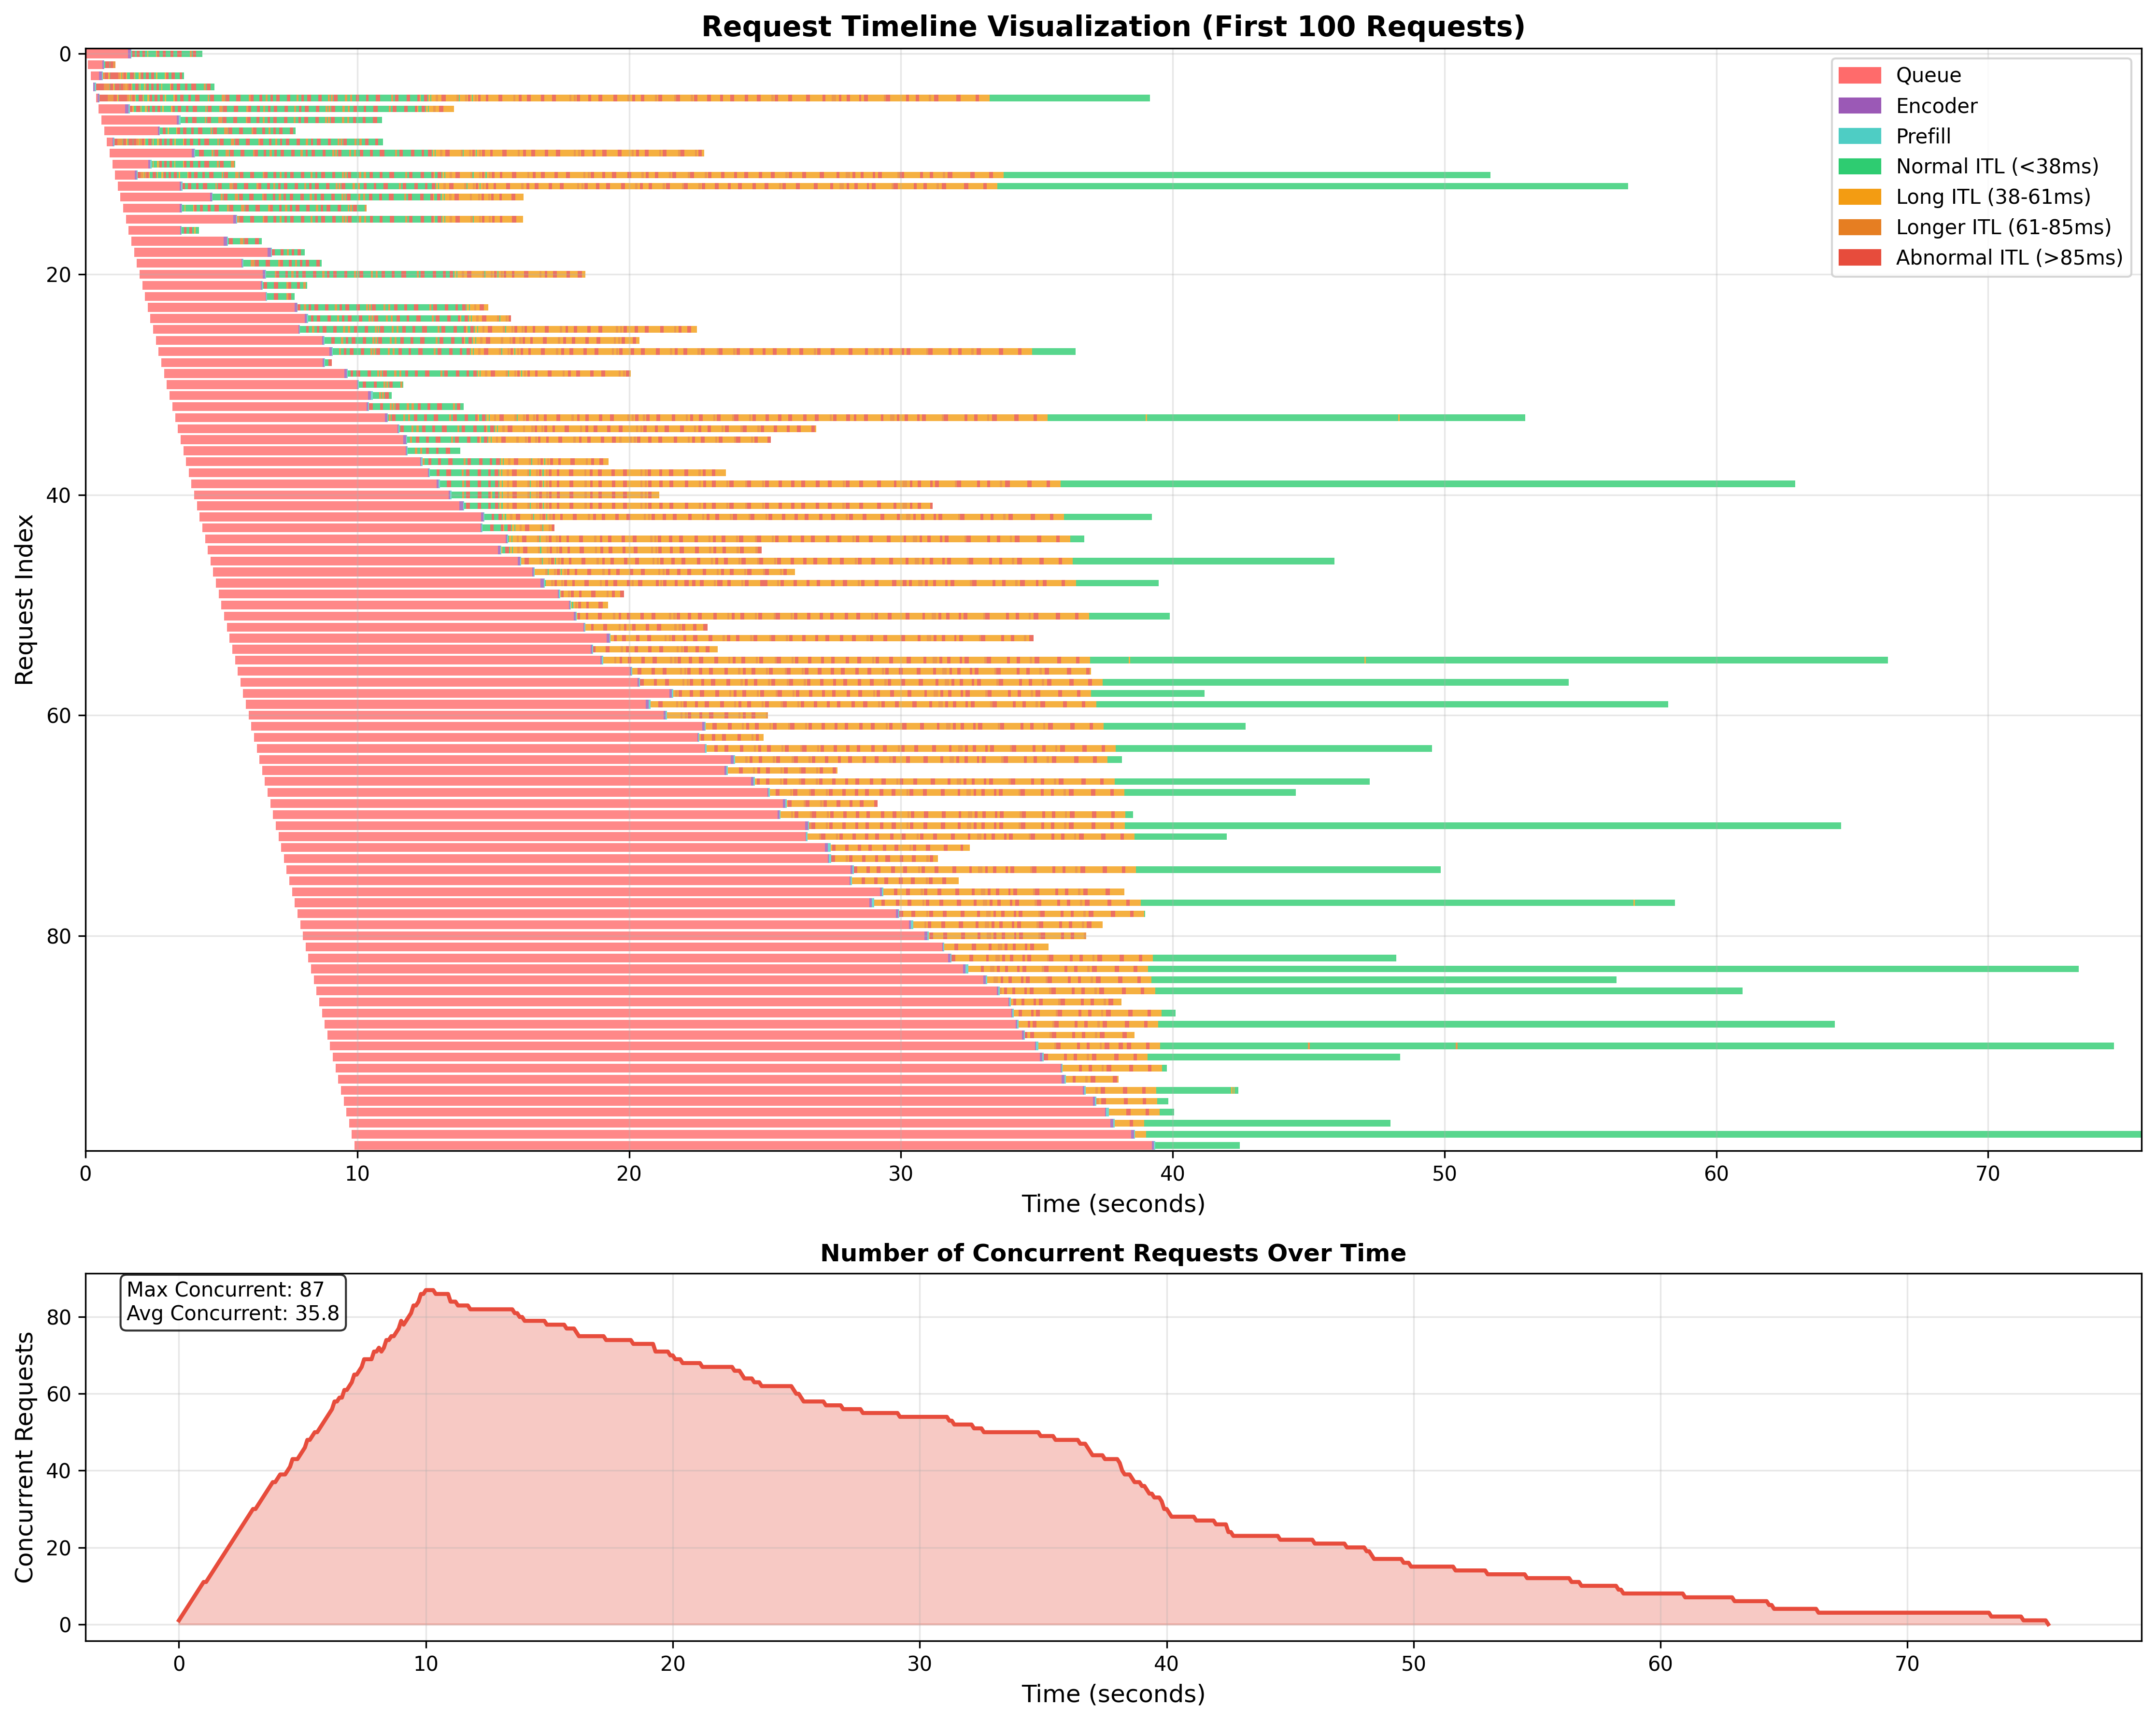 Request Timeline Visualization (First 100 Requests)
Queue
Encoder
Prefill
Normal ITL (<38ms)
Long ITL (38-61ms)
Longer ITL (61-85ms)
Abnormal ITL (>85ms)
Request Index
0
20
40
60
80
0 10 20 30 40 50 60 70
Time (seconds)
Number of Concurrent Requests Over Time
Max Concurrent: 87
Avg Concurrent: 35.8
Concurrent Requests
80
60
40
20
0
0 10 20 30 40 50 60 70
Time (seconds)